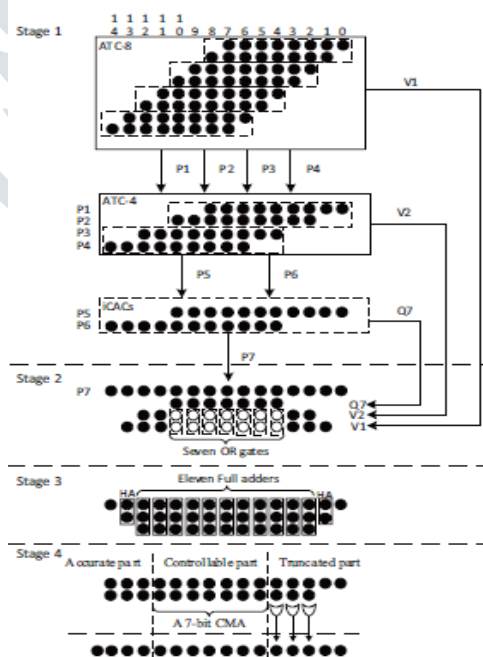 1 1 1 1 1
Stage 1 4 3 2 1 0 9 8 7 6 5 4 3 2 1 0
ATC-8
V1
P1 P2 P3 P4
ATC-4
P1
P2
P3
P4
V2
P5 P6
iCACs
P5
P6
Q7
P7
Stage 2
P7
Q7
V2
V1
Seven OR gates
Stage 3
Eleven Full adders
HA HA
Stage 4
Accurate part Controllable part Truncated part
A 7-bit CMA